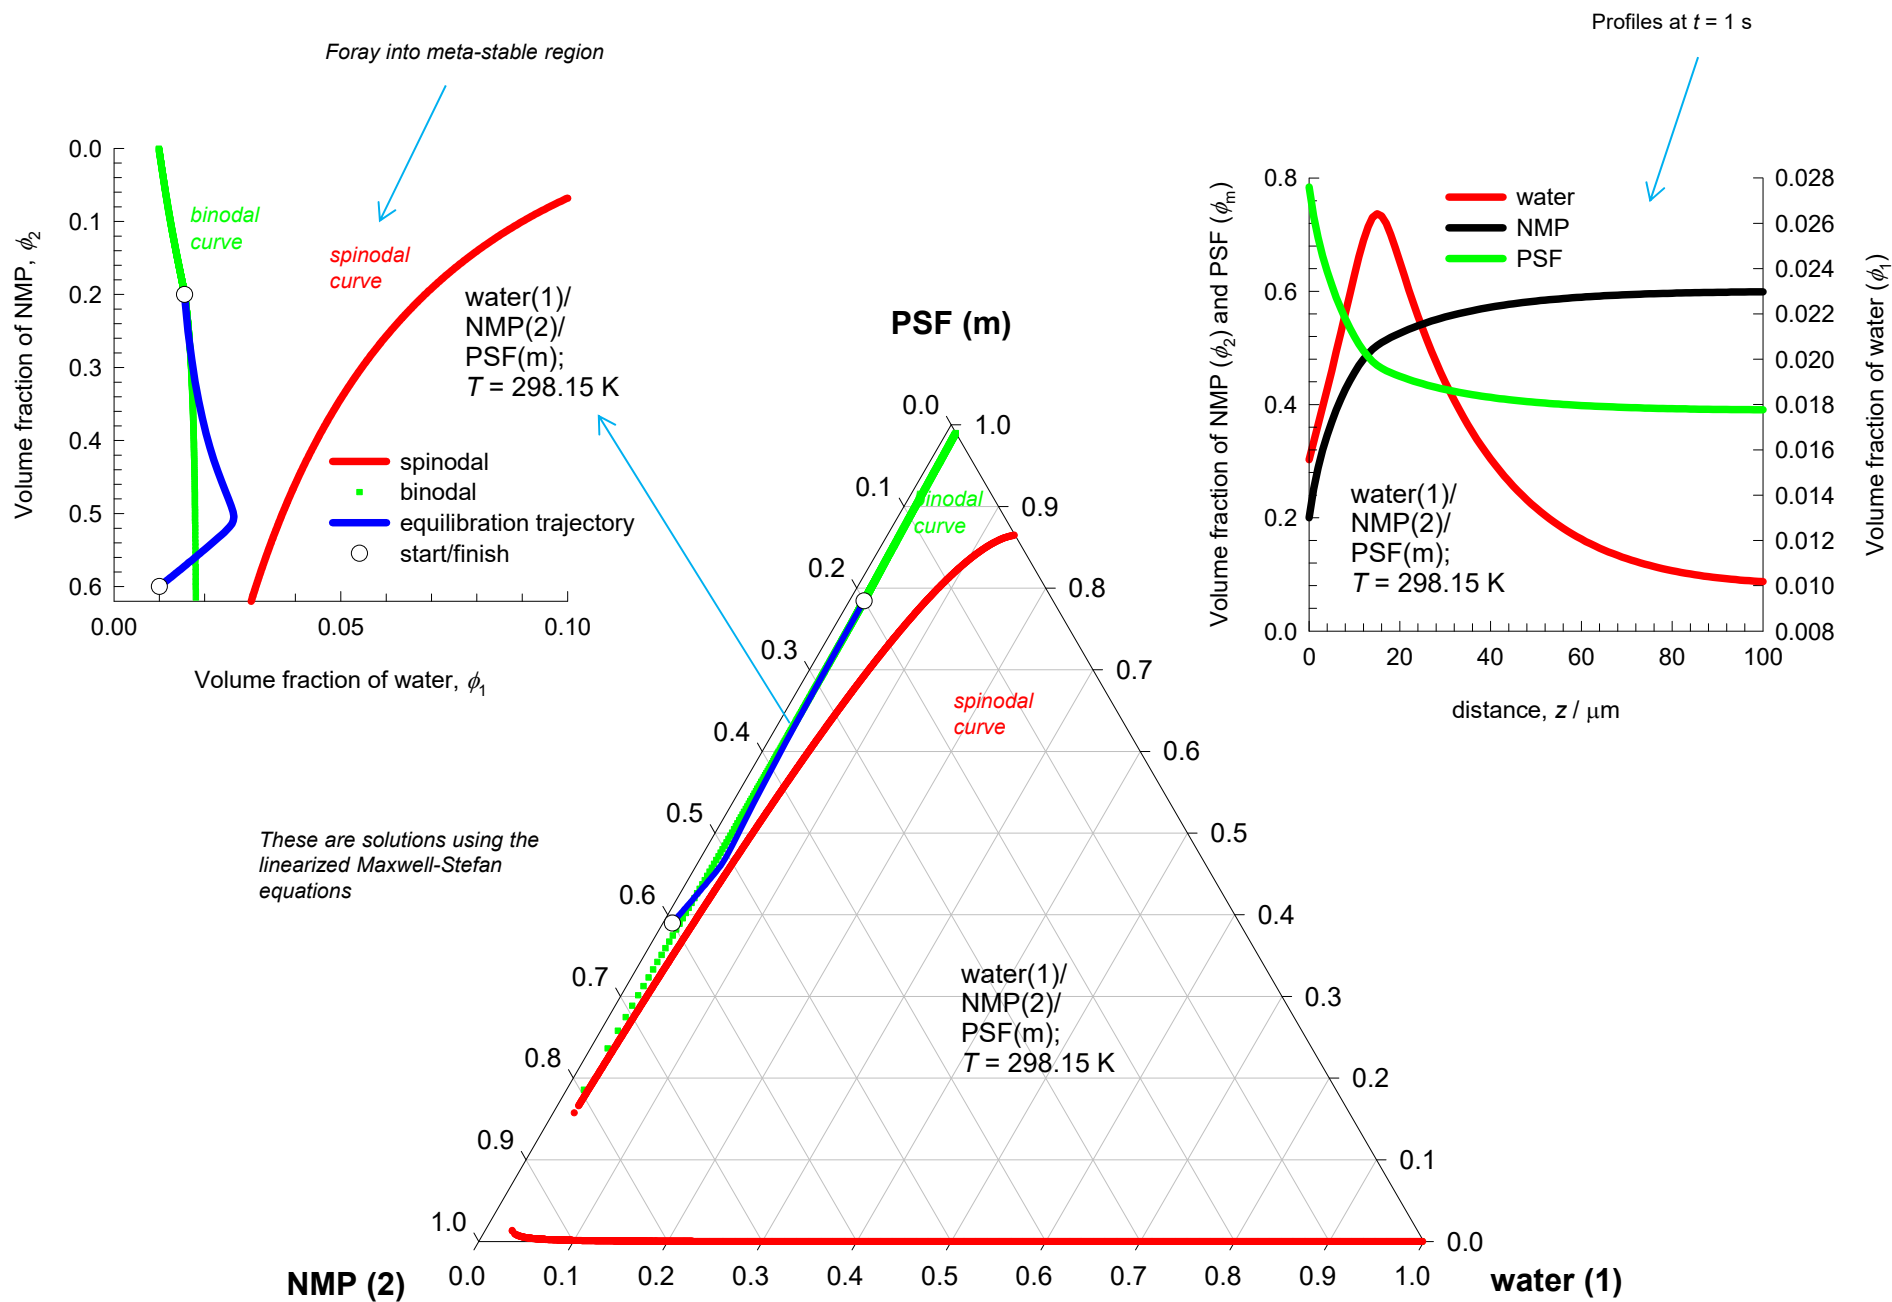 Foray into meta-stable region
Profiles at t = 1 s
0.0
0.1
0.2
0.3
0.4
0.5
0.6
Volume fraction of NMP, ϕ2
binodal
curve
spinodal
curve
water(1)/
NMP(2)/
PSF(m);
T = 298.15 K
spinodal
binodal
equilibration trajectory
start/finish
0.00
0.05
0.10
Volume fraction of water, ϕ1
0.8
0.6
0.4
0.2
0.0
Volume fraction of NMP (ϕ2) and PSF (ϕm)
water
NMP
PSF
water(1)/
NMP(2)/
PSF(m);
T = 298.15 K
0.028
0.026
0.024
0.022
0.020
0.018
0.016
0.014
0.012
0.010
0.008
Volume fraction of water (ϕ1)
0
20
40
60
80
100
distance, z / μm
PSF (m)
0.0
0.1
0.2
0.3
0.4
0.5
0.6
0.7
0.8
0.9
1.0
1.0
0.9
0.8
0.7
0.6
0.5
0.4
0.3
0.2
0.1
0.0
binodal
curve
spinodal
curve
These are solutions using the
linearized Maxwell-Stefan
equations
water(1)/
NMP(2)/
PSF(m);
T = 298.15 K
NMP (2)
0.0
0.1
0.2
0.3
0.4
0.5
0.6
0.7
0.8
0.9
1.0
water (1)